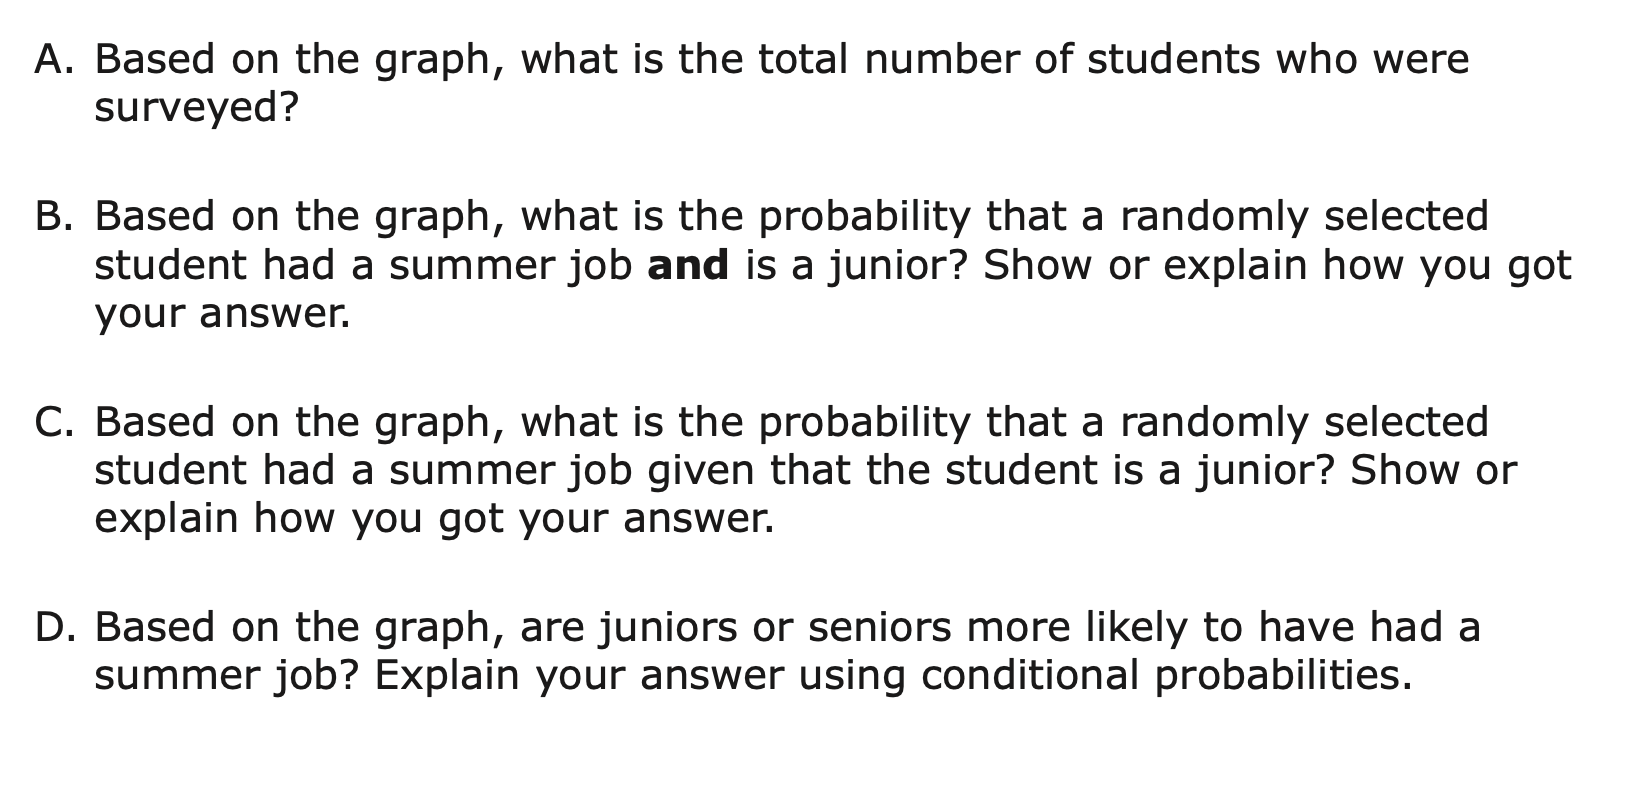 A. Based on the graph, what is the total number of students who were
surveyed?
B. Based on the graph, what is the probability that a randomly selected
student had a summer job and is a junior? Show or explain how you got
your answer.
C. Based on the graph, what is the probability that a randomly selected
student had a summer job given that the student is a junior? Show or
explain how you got your answer.
D. Based on the graph, are juniors or seniors more likely to have had a
summer job? Explain your answer using conditional probabilities.